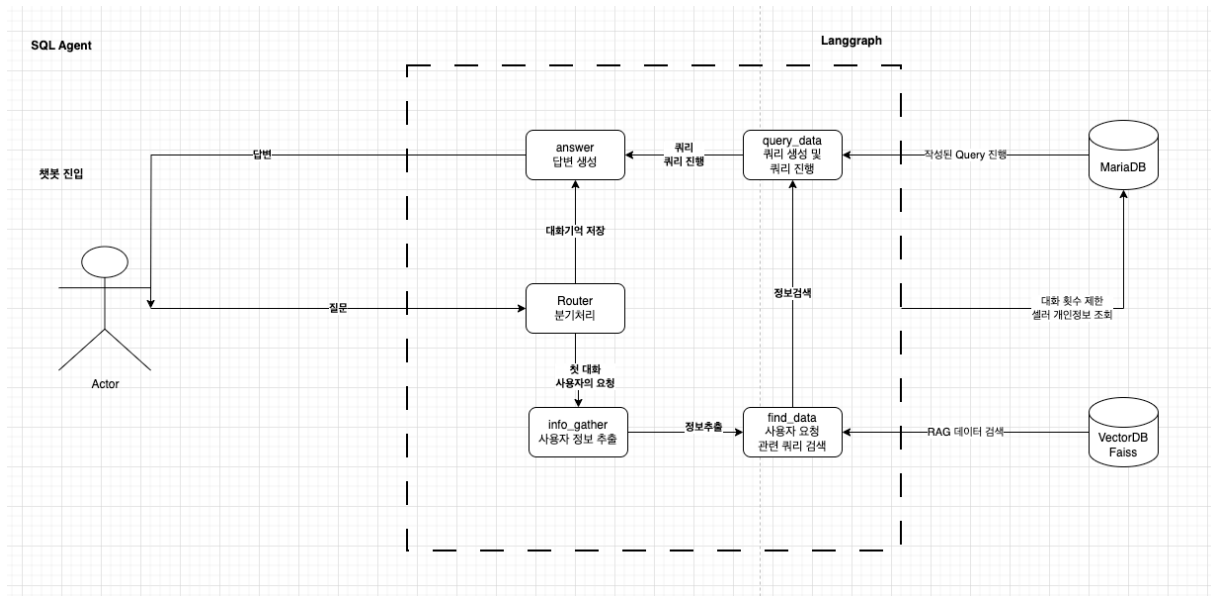 SQL Agent
Langgraph
챗봇 진입
답변
answer
답변 생성
쿼리
쿼리 진행
query_data
쿼리 생성 및
쿼리 진행
작성된 Query 진행
MariaDB
대화기억 저장
정보검색
질문
Router
분기처리
대화 횟수 제한
셀러 개인정보 조회
첫 대화
사용자의 요청
Actor
info_gather
사용자 정보 추출
정보추출
find_data
사용자 요청
관련 쿼리 검색
RAG 데이터 검색
VectorDB
Faiss